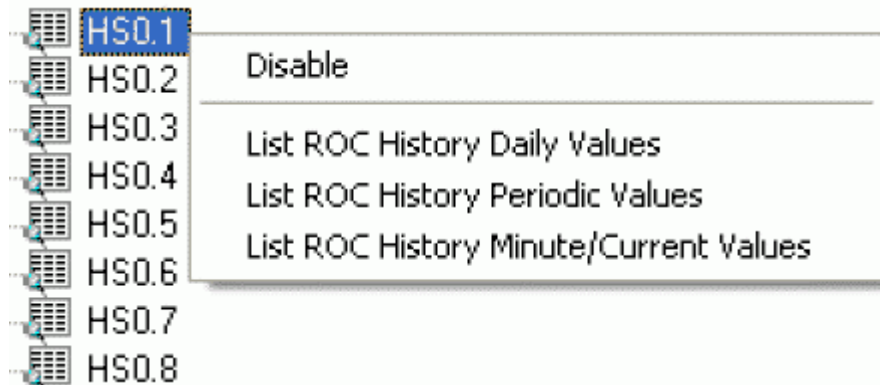 HS0.1
HS0.2
HS0.3
HS0.4
HS0.5
HS0.6
HS0.7
HS0.8
Disable
List ROC History Daily Values
List ROC History Periodic Values
List ROC History Minute/Current Values